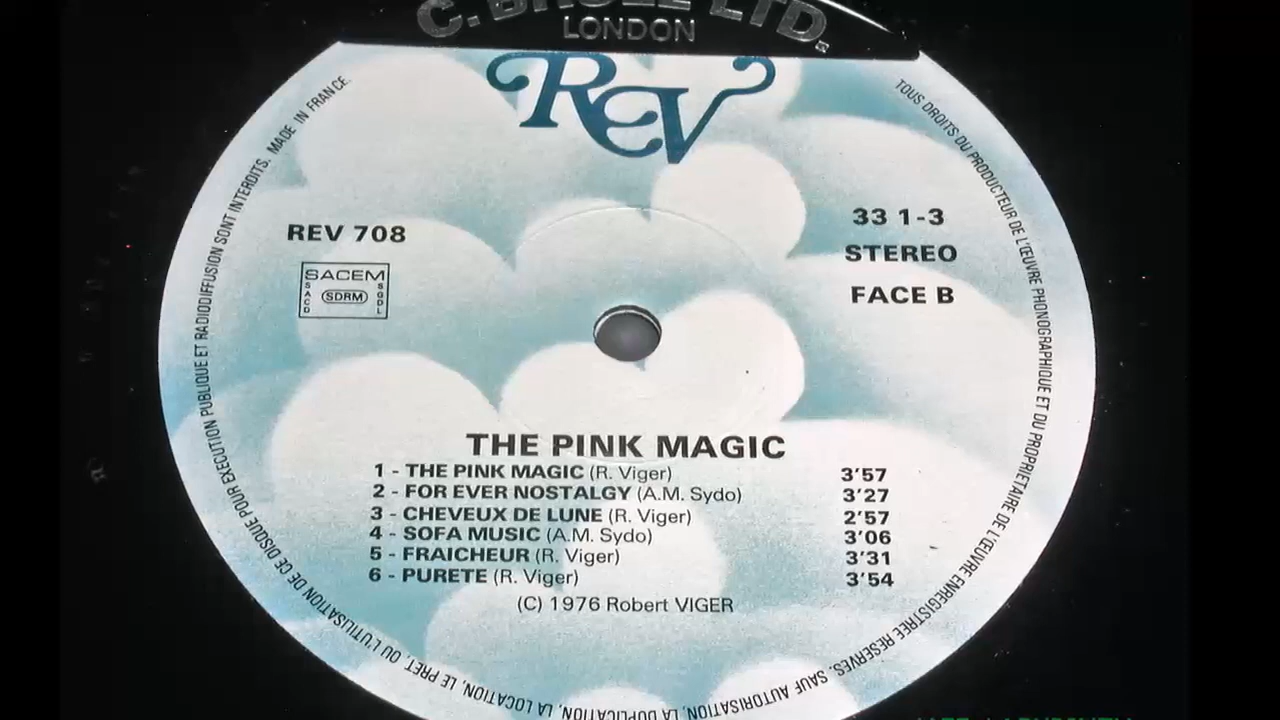 C. BRULL LTD.
LONDON
REV
REV 708
SACEM
SACD
SDRM
SGDL
33 1-3
STEREO
FACE B
THE PINK MAGIC
1 - THE PINK MAGIC (R. Viger) 3'57
2 - FOR EVER NOSTALGY (A.M. Sydo) 3'27
3 - CHEVEUX DE LUNE (R. Viger) 2'57
4 - SOFA MUSIC (A.M. Sydo) 3'06
5 - FRAICHEUR (R. Viger) 3'31
6 - PURETE (R. Viger) 3'54
(C) 1976 Robert VIGER
TOUS DROITS DU PRODUCTEUR DE L'ŒUVRE PHONOGRAPHIQUE ET DU PROPRIETAIRE DE L'ŒUVRE ENREGISTREE RESERVES. SAUF AUTORISATION, LA DUPLICATION, LA LOCATION, LE PRET, OU L'UTILISATION DE CE DISQUE POUR EXECUTION PUBLIQUE ET RADIODIFFUSION SONT INTERDITS. MADE IN FRANCE.